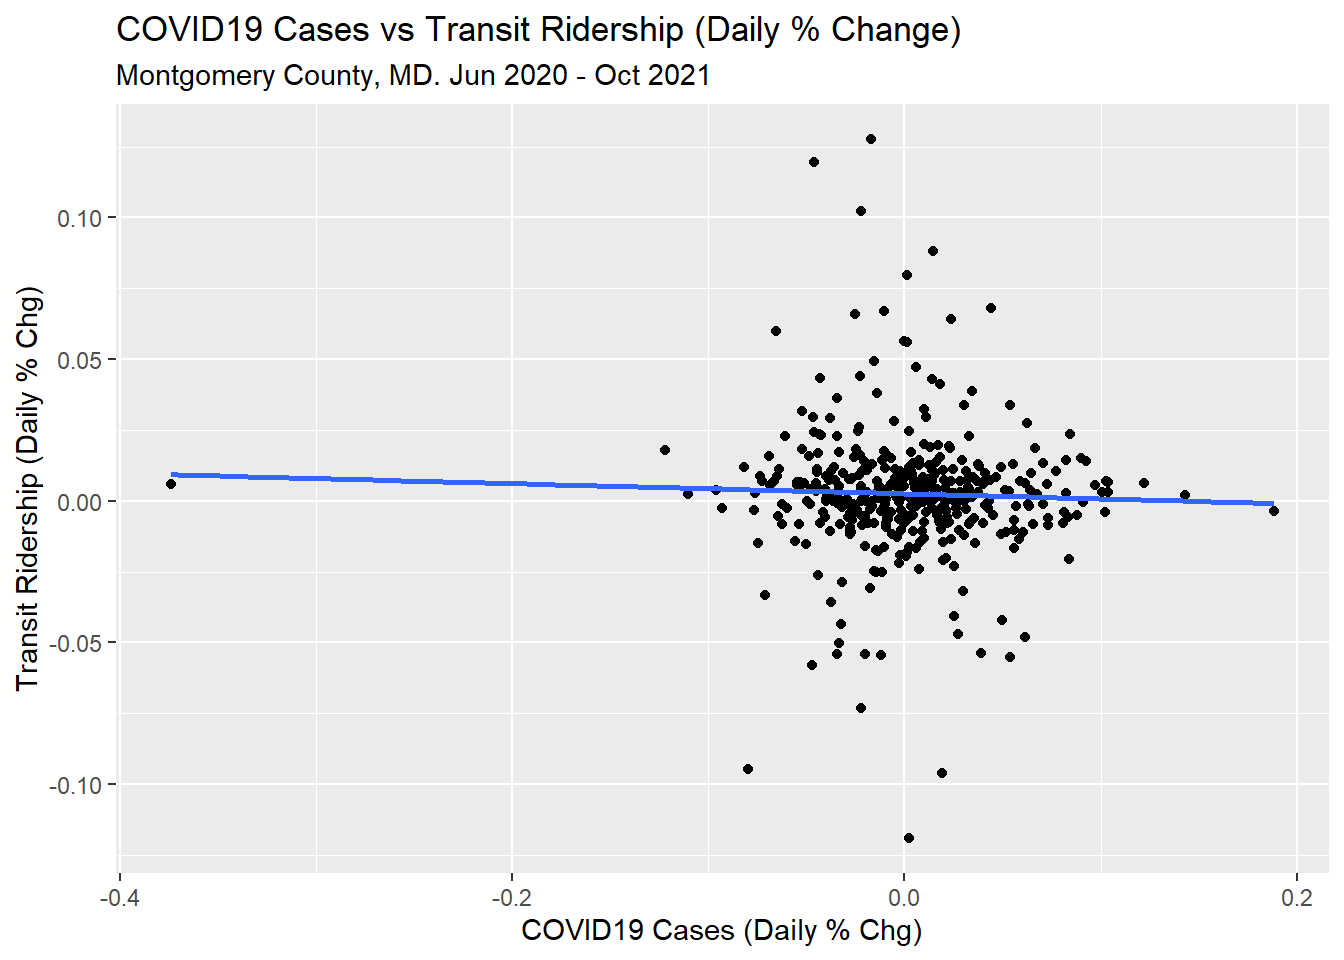 COVID19 Cases vs Transit Ridership (Daily % Change)
Montgomery County, MD. Jun 2020 - Oct 2021
Transit Ridership (Daily % Chg)
0.10
0.05
0.00
-0.05
-0.10
-0.4
-0.2
0.0
0.2
COVID19 Cases (Daily % Chg)